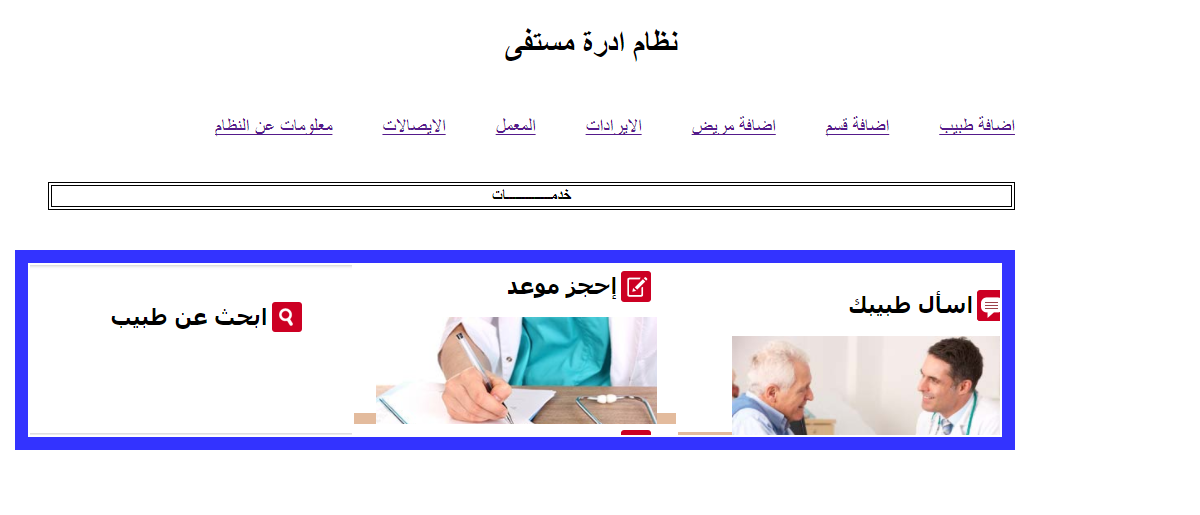 نظام ادرة مستفى
اضافة طبيب اضافة قسم اضافة مريض الايرادات المعمل الايصالات معلومات عن النظام
خدمـــــــــــات
اسأل طبيبك
إحجز موعد
ابحث عن طبيب